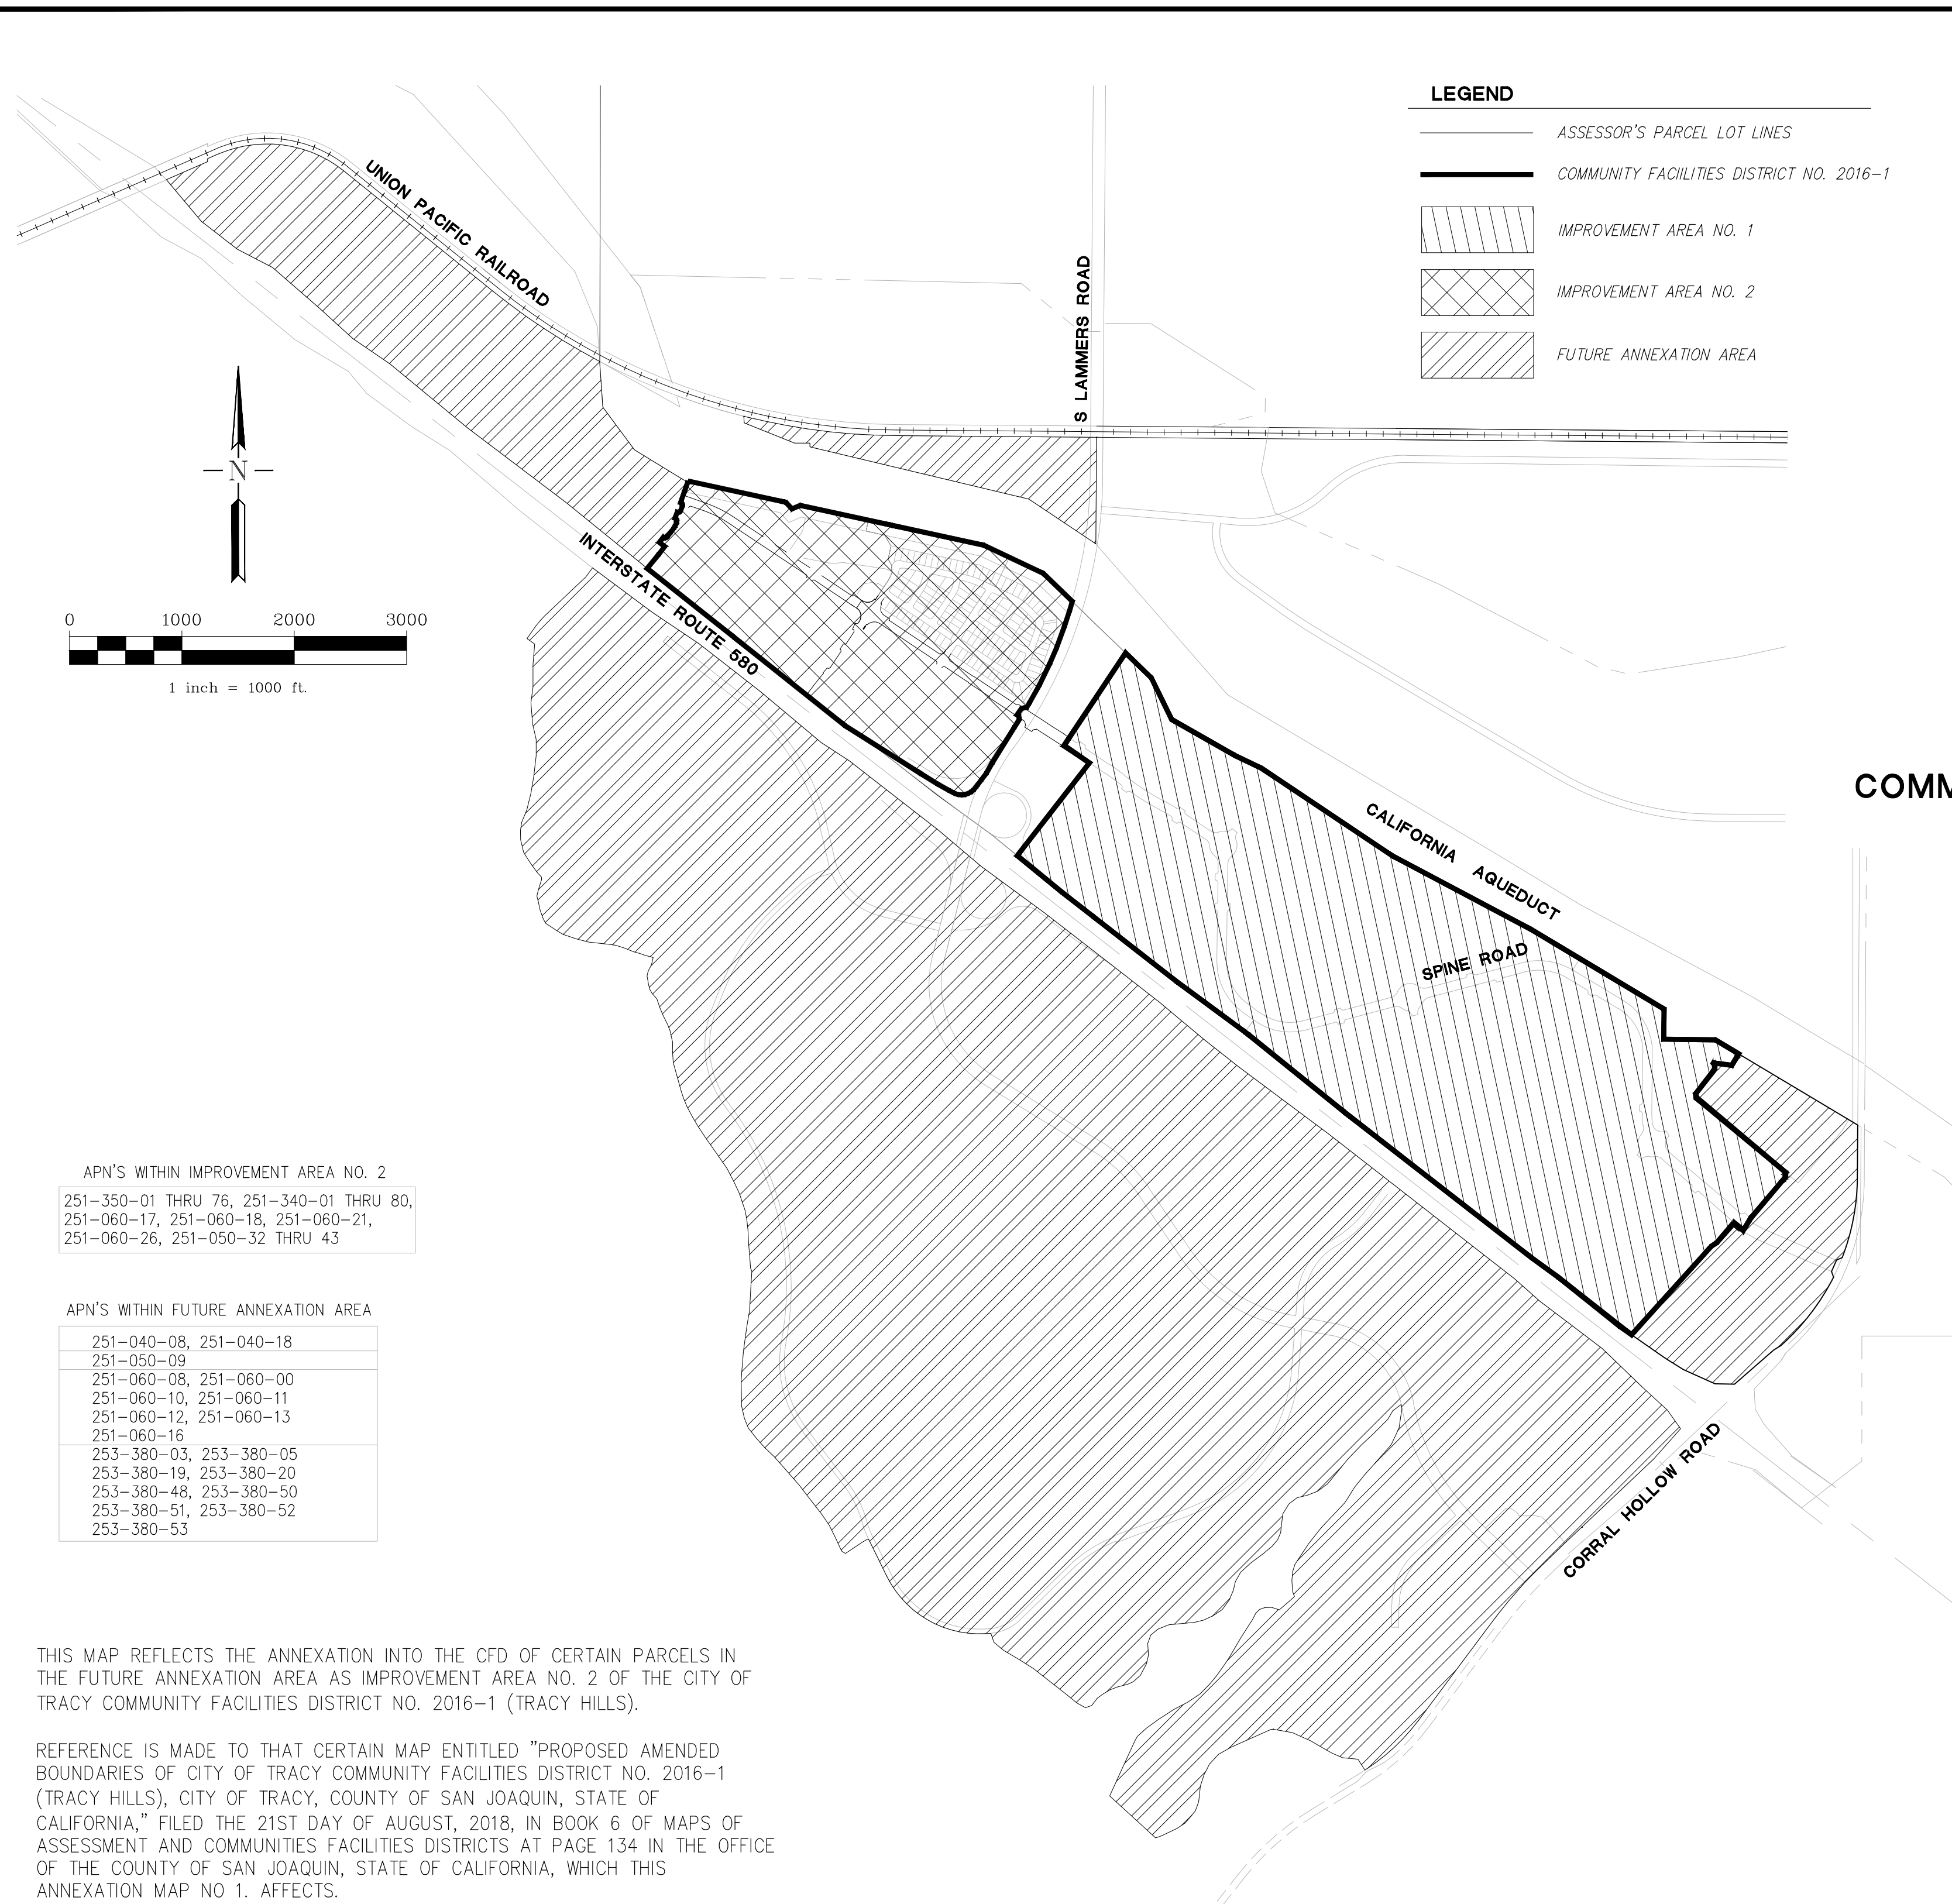 LEGEND
ASSESSOR'S PARCEL LOT LINES
COMMUNITY FACIILITIES DISTRICT NO. 2016-1
IMPROVEMENT AREA NO. 1
IMPROVEMENT AREA NO. 2
FUTURE ANNEXATION AREA
UNION PACIFIC RAILROAD
S LAMMERS ROAD
N
INTERSTATE ROUTE 580
0 1000 2000 3000
1 inch = 1000 ft.
COMM
CALIFORNIA AQUEDUCT
SPINE ROAD
CORRAL HOLLOW ROAD
APN'S WITHIN IMPROVEMENT AREA NO. 2
251-350-01 THRU 76, 251-340-01 THRU 80,
251-060-17, 251-060-18, 251-060-21,
251-060-26, 251-050-32 THRU 43
APN'S WITHIN FUTURE ANNEXATION AREA
251-040-08, 251-040-18
251-050-09
251-060-08, 251-060-00
251-060-10, 251-060-11
251-060-12, 251-060-13
251-060-16
253-380-03, 253-380-05
253-380-19, 253-380-20
253-380-48, 253-380-50
253-380-51, 253-380-52
253-380-53
THIS MAP REFLECTS THE ANNEXATION INTO THE CFD OF CERTAIN PARCELS IN
THE FUTURE ANNEXATION AREA AS IMPROVEMENT AREA NO. 2 OF THE CITY OF
TRACY COMMUNITY FACILITIES DISTRICT NO. 2016-1 (TRACY HILLS).
REFERENCE IS MADE TO THAT CERTAIN MAP ENTITLED "PROPOSED AMENDED
BOUNDARIES OF CITY OF TRACY COMMUNITY FACILITIES DISTRICT NO. 2016-1
(TRACY HILLS), CITY OF TRACY, COUNTY OF SAN JOAQUIN, STATE OF
CALIFORNIA," FILED THE 21ST DAY OF AUGUST, 2018, IN BOOK 6 OF MAPS OF
ASSESSMENT AND COMMUNITIES FACILITIES DISTRICTS AT PAGE 134 IN THE OFFICE
OF THE COUNTY OF SAN JOAQUIN, STATE OF CALIFORNIA, WHICH THIS
ANNEXATION MAP NO 1. AFFECTS.